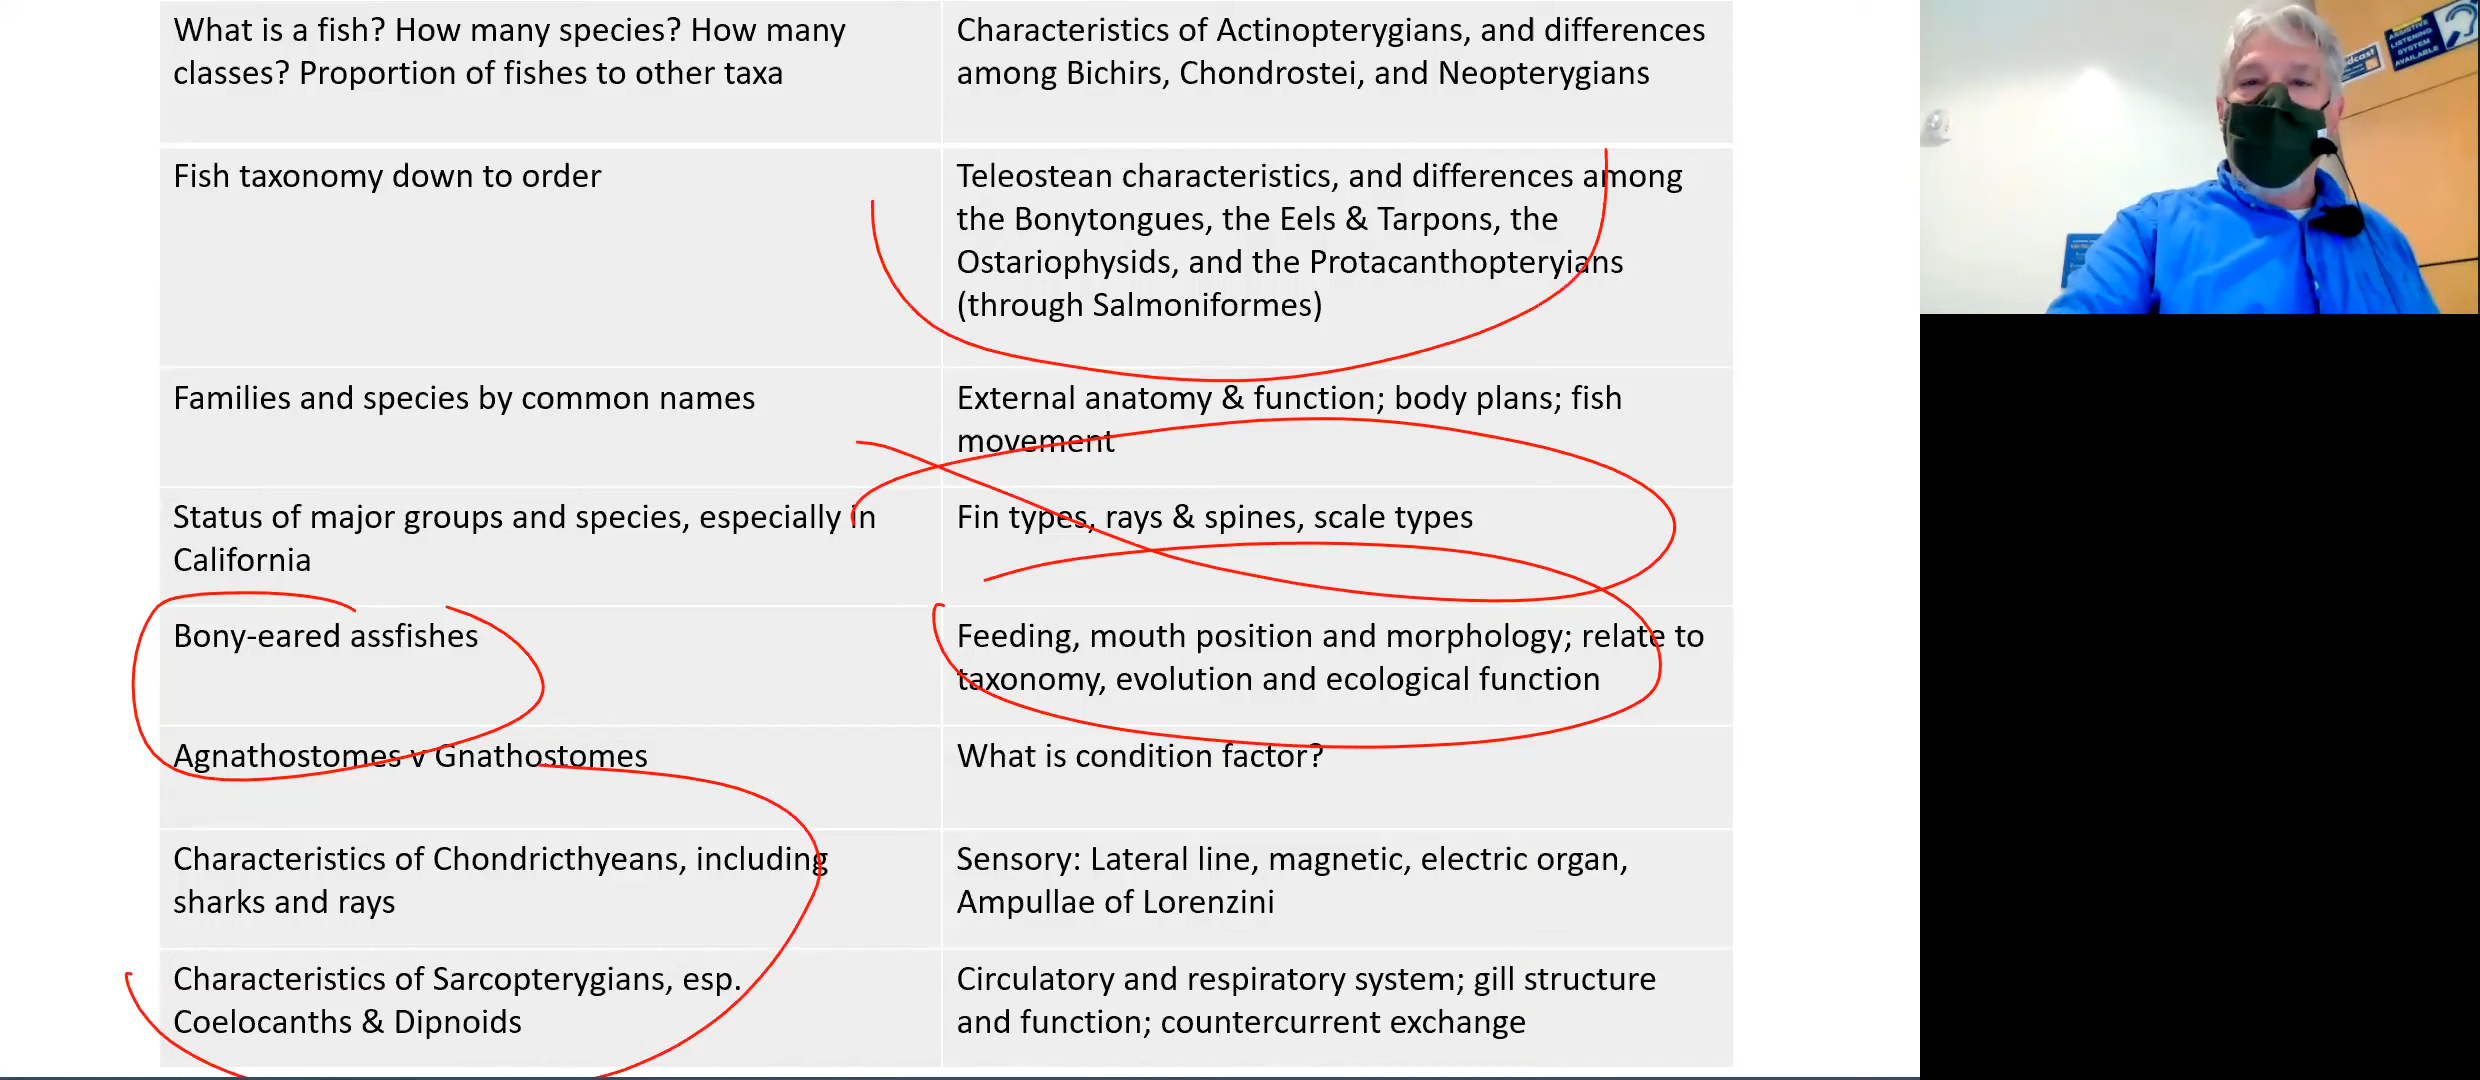 What is a fish? How many species? How many
classes? Proportion of fishes to other taxa
Characteristics of Actinopterygians, and differences
among Bichirs, Chondrostei, and Neopterygians
Fish taxonomy down to order
Teleostean characteristics, and differences among
the Bonytongues, the Eels & Tarpons, the
Ostariophysids, and the Protacanthopteryians
(through Salmoniformes)
Families and species by common names
External anatomy & function; body plans; fish
movement
Status of major groups and species, especially in
California
Fin types, rays & spines, scale types
Bony-eared assfishes
Feeding, mouth position and morphology; relate to
taxonomy, evolution and ecological function
Agnathostomes v Gnathostomes
What is condition factor?
Characteristics of Chondricthyeans, including
sharks and rays
Sensory: Lateral line, magnetic, electric organ,
Ampullae of Lorenzini
Characteristics of Sarcopterygians, esp.
Coelocanths & Dipnoids
Circulatory and respiratory system; gill structure
and function; countercurrent exchange
ASSISTIVE
LISTENING
SYSTEM
AVAILABLE